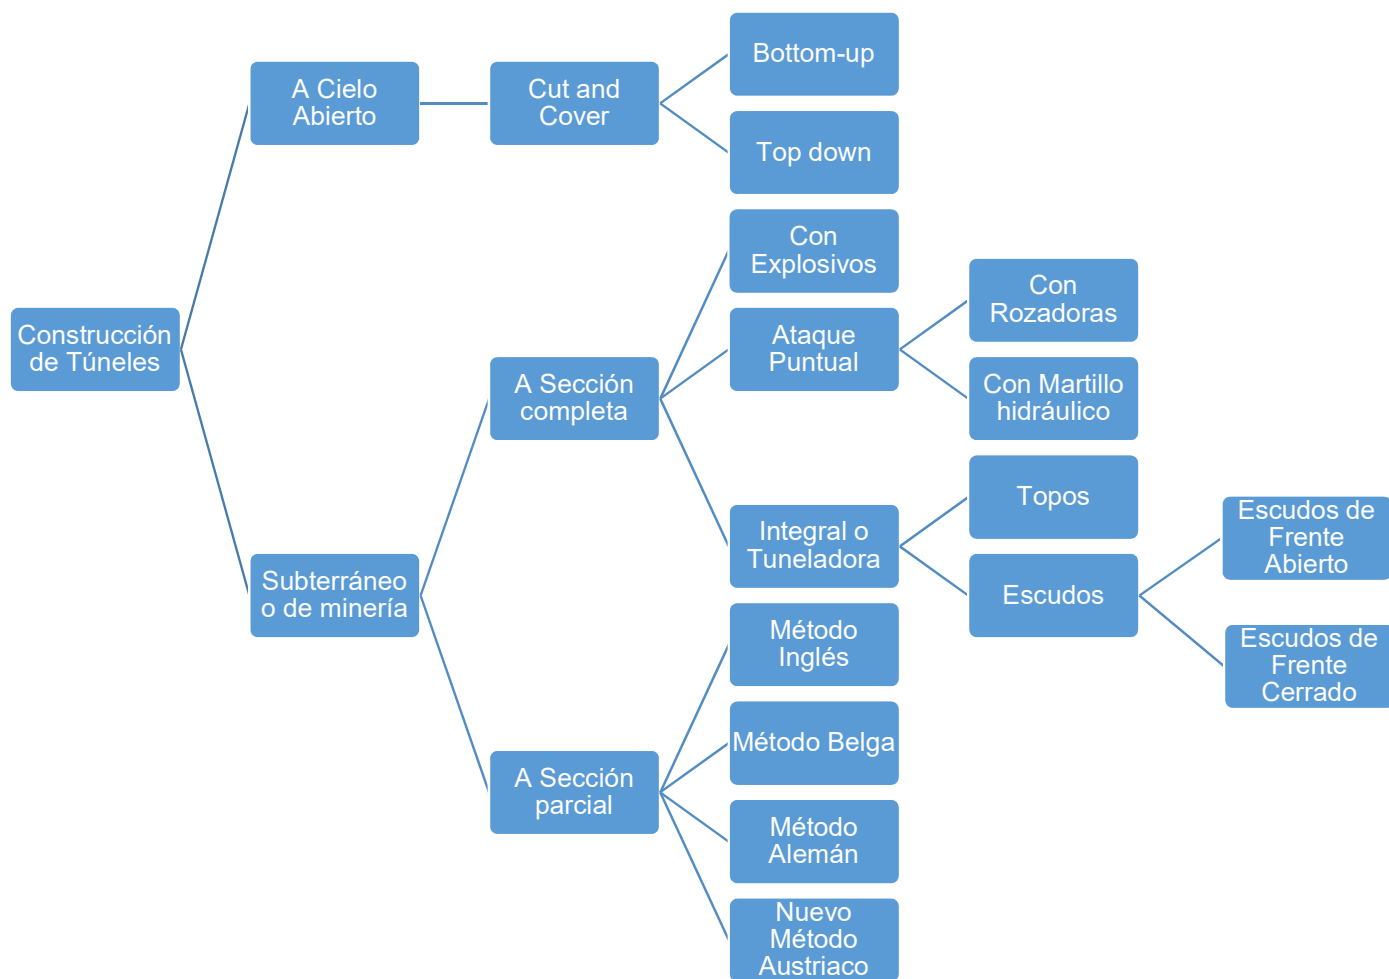 Construcción
de Túneles
A Cielo
Abierto
Cut and
Cover
Bottom-up
Top down
Subterráneo
o de minería
A Sección
completa
Con
Explosivos
Ataque
Puntual
Con
Rozadoras
Con Martillo
hidráulico
Integral o
Tuneladora
Topos
Escudos
Escudos de
Frente
Abierto
Escudos de
Frente
Cerrado
A Sección
parcial
Método
Inglés
Método Belga
Método
Alemán
Nuevo
Método
Austriaco